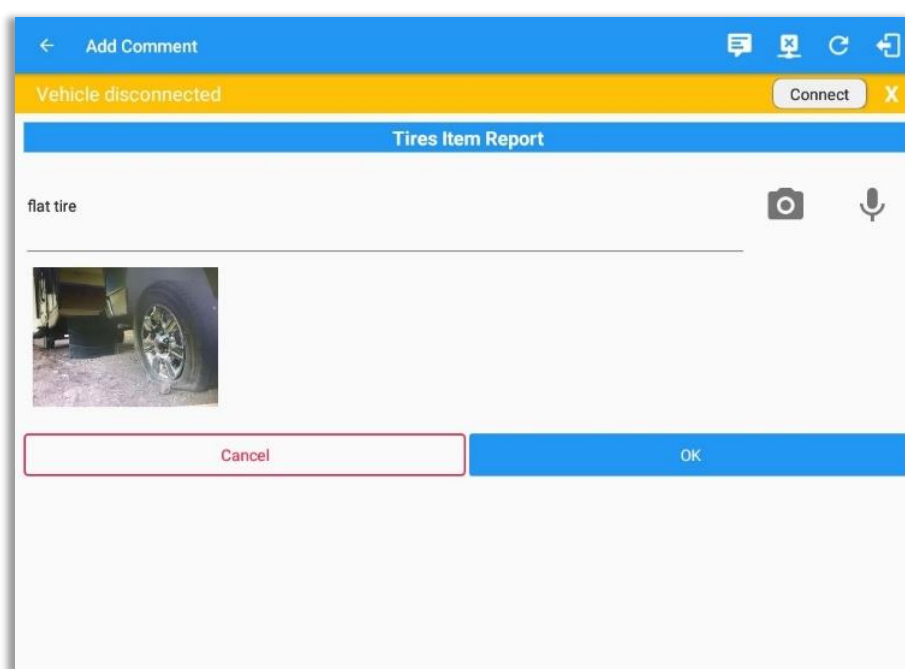 Add Comment
Vehicle disconnected
Connect
X
Tires Item Report
flat tire
Cancel
OK